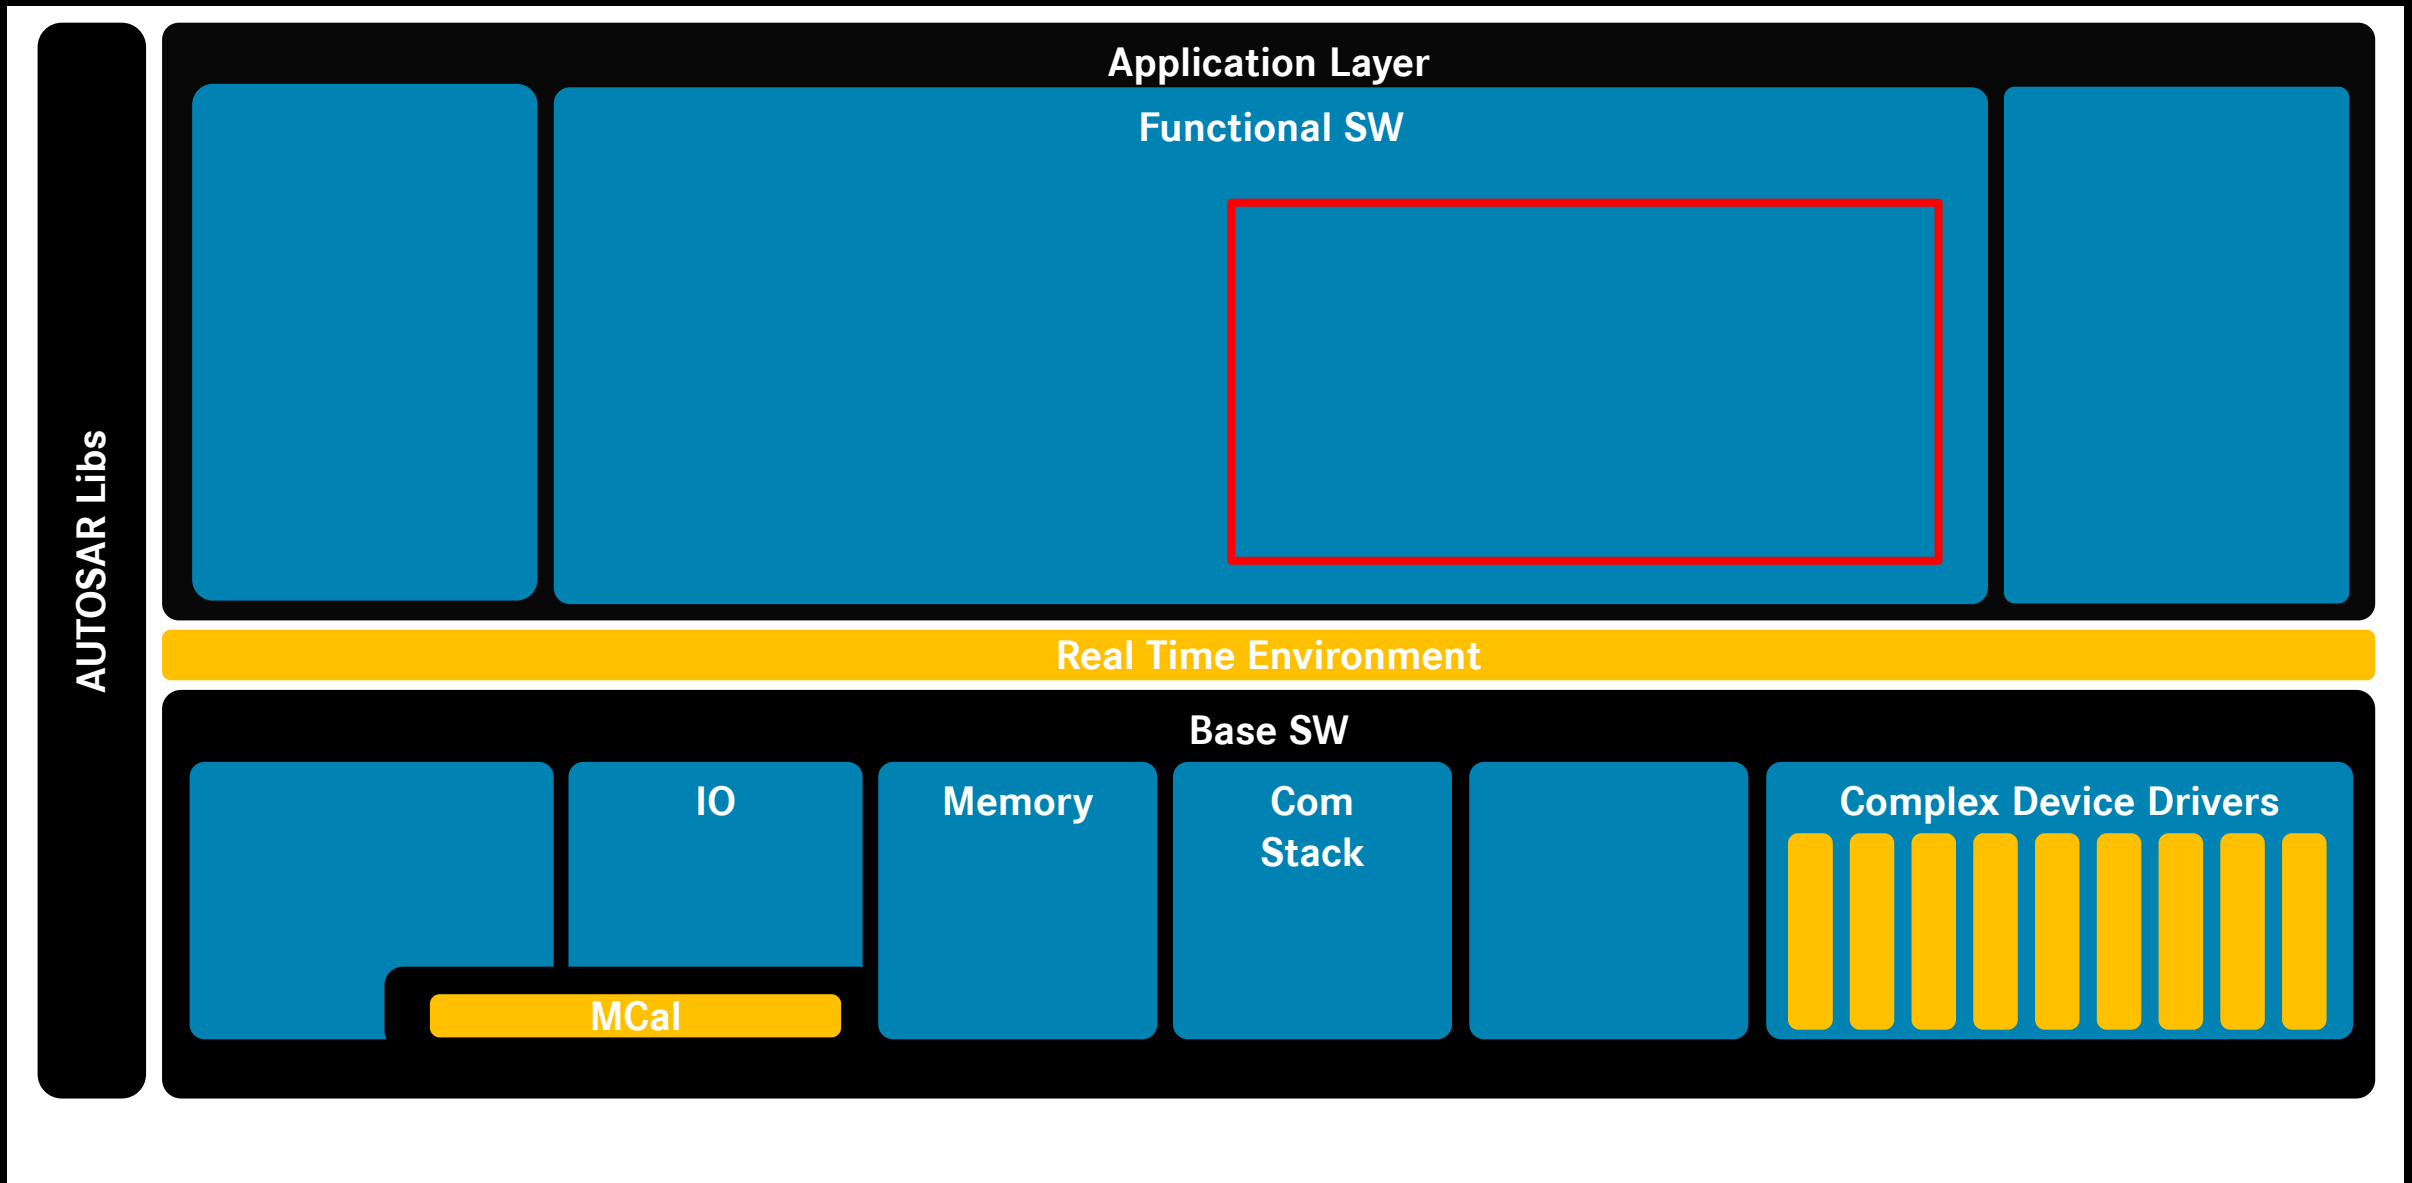 Application Layer
Functional SW
AUTOSAR Libs
Real Time Environment
Base SW
IO
Memory
Com
Stack
Complex Device Drivers
MCal